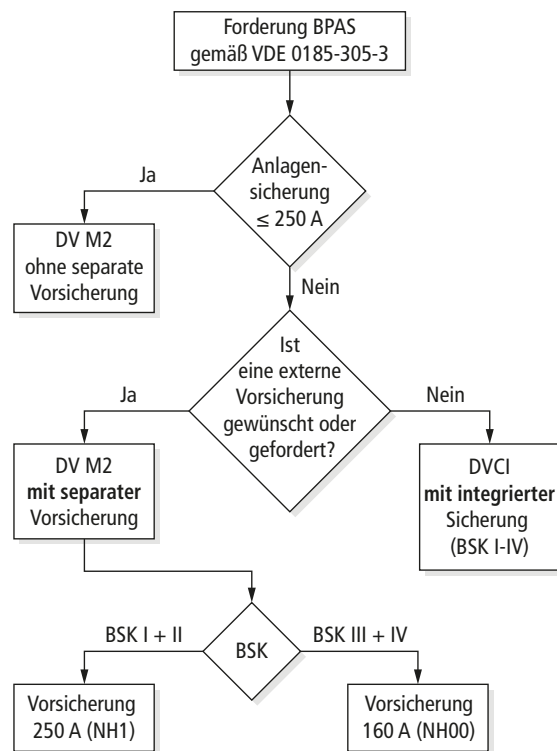 Forderung BPAS
gemäß VDE 0185-305-3
Anlagen-
sicherung
≤ 250 A
Ja
DV M2
ohne separate
Vorsicherung
Nein
Ist
eine externe
Vorsicherung
gewünscht oder
gefordert?
Ja
Nein
DV M2
mit separater
Vorsicherung
DVCI
mit integrierter
Sicherung
(BSK I-IV)
BSK I + II
BSK
BSK III + IV
Vorsicherung
250 A (NH1)
Vorsicherung
160 A (NH00)